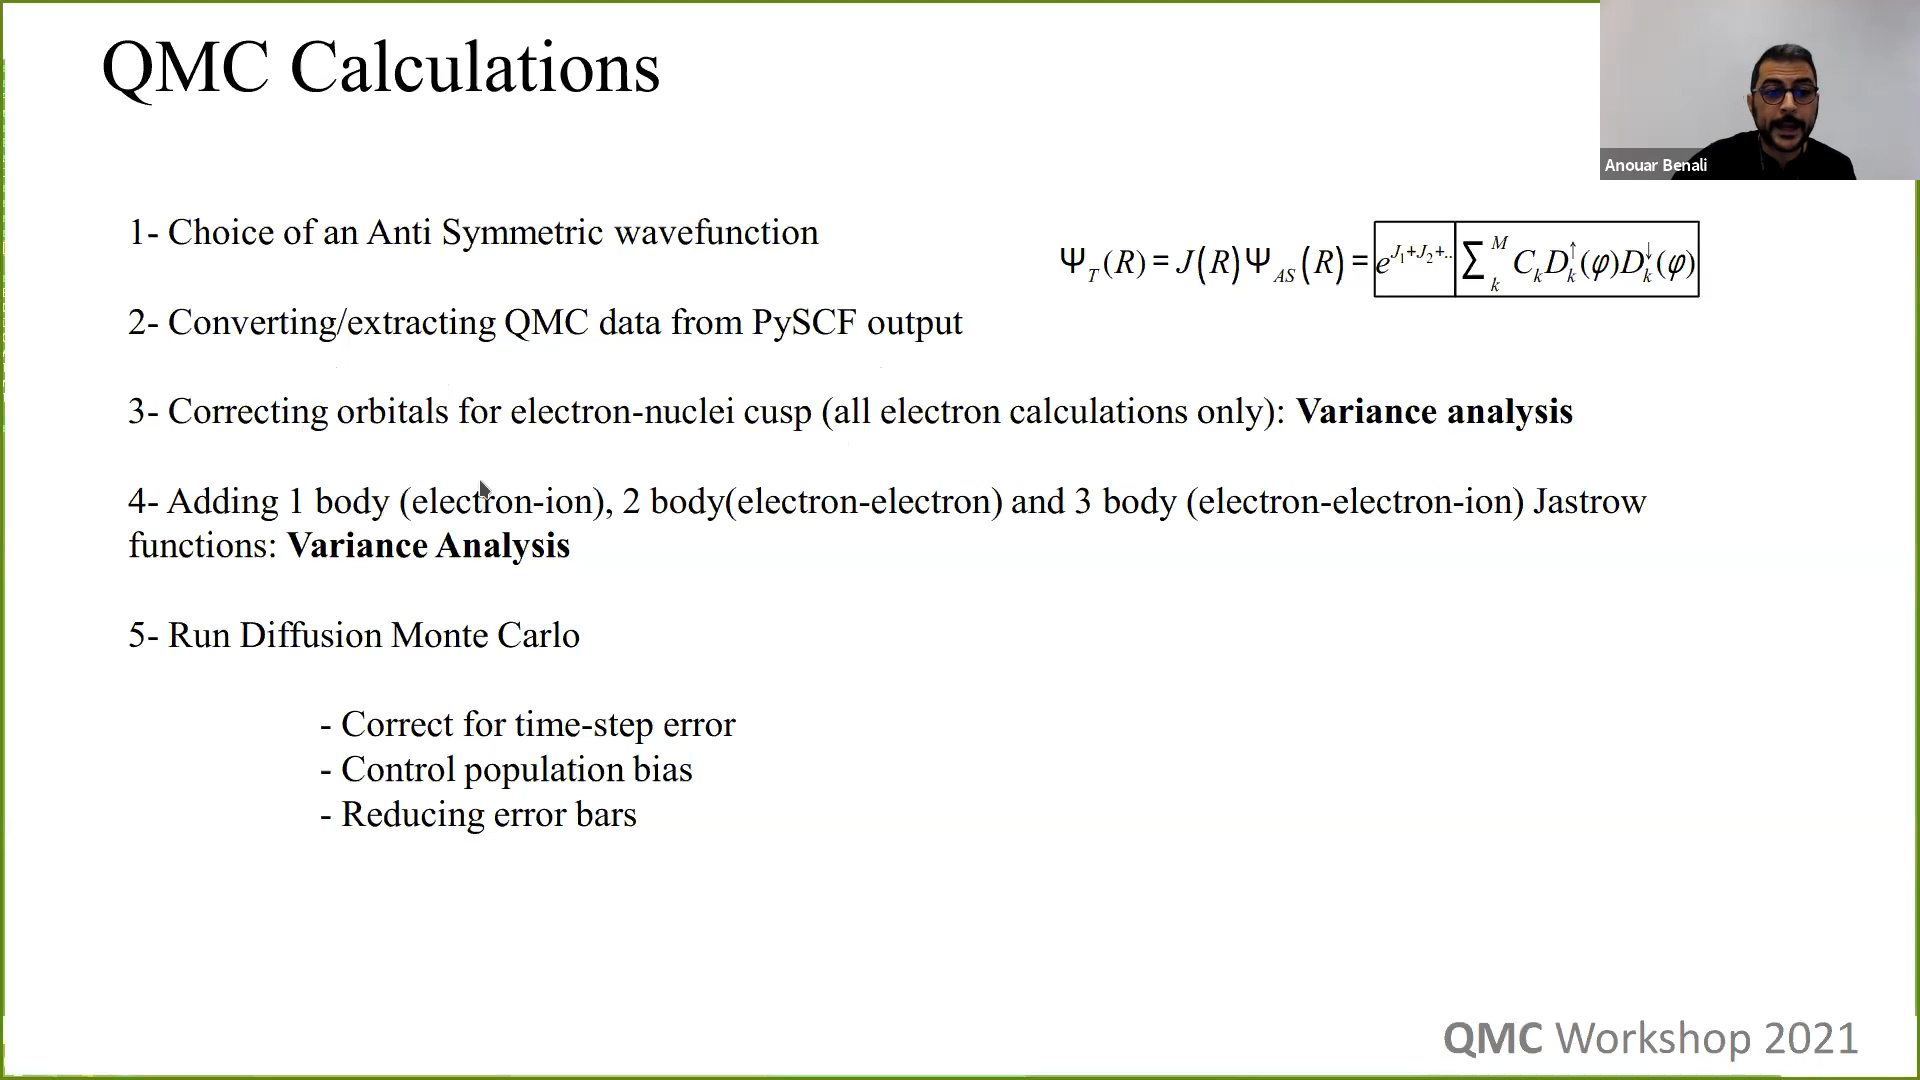 QMC Calculations
Anouar Benali
1- Choice of an Anti Symmetric wavefunction
Ψ_T(R) = J(R)Ψ_AS(R) = e^{J_1+J_2+..} ∑_k^M C_k D_k^↑(φ)D_k^↓(φ)
2- Converting/extracting QMC data from PySCF output
3- Correcting orbitals for electron-nuclei cusp (all electron calculations only): Variance analysis
4- Adding 1 body (electron-ion), 2 body(electron-electron) and 3 body (electron-electron-ion) Jastrow
functions: Variance Analysis
5- Run Diffusion Monte Carlo
- Correct for time-step error
- Control population bias
- Reducing error bars
QMC Workshop 2021